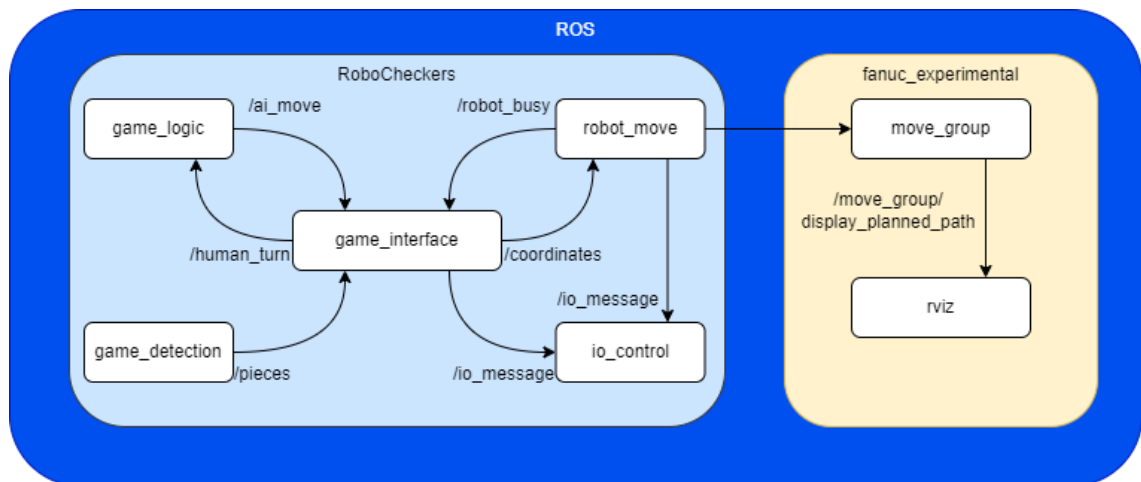 ROS
RoboCheckers
fanuc_experimental
/ai_move
/robot_busy
game_logic
robot_move
move_group
/move_group/
display_planned_path
game_interface
/human_turn
/coordinates
/io_message
rviz
game_detection
io_control
/pieces
/io_message